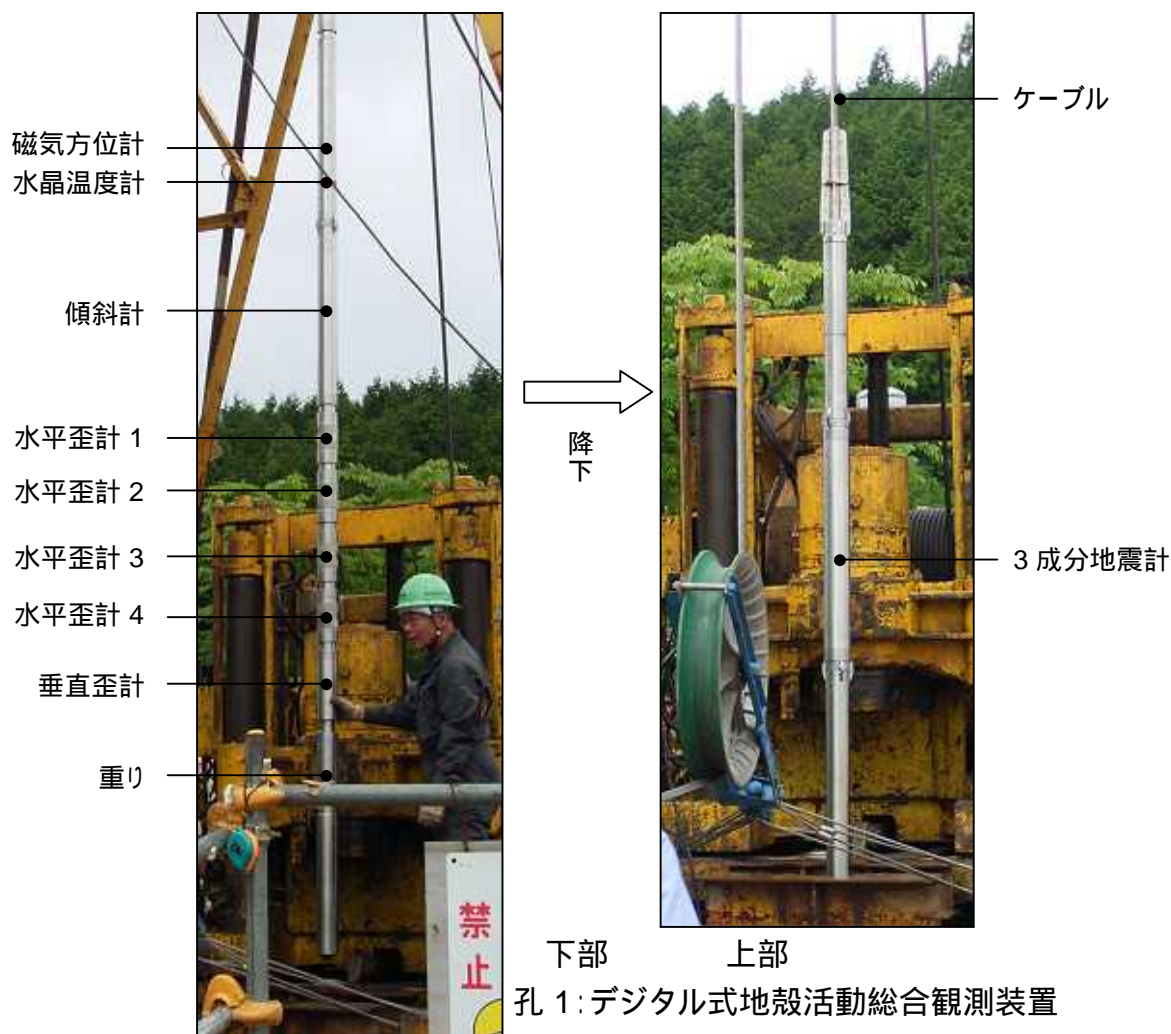 磁気方位計
水晶温度計
傾斜計
水平歪計 1
水平歪計 2
水平歪計 3
水平歪計 4
垂直歪計
重り
禁止
降下
ケーブル
3 成分地震計
下部
上部
孔 1:デジタル式地殻活動総合観測装置